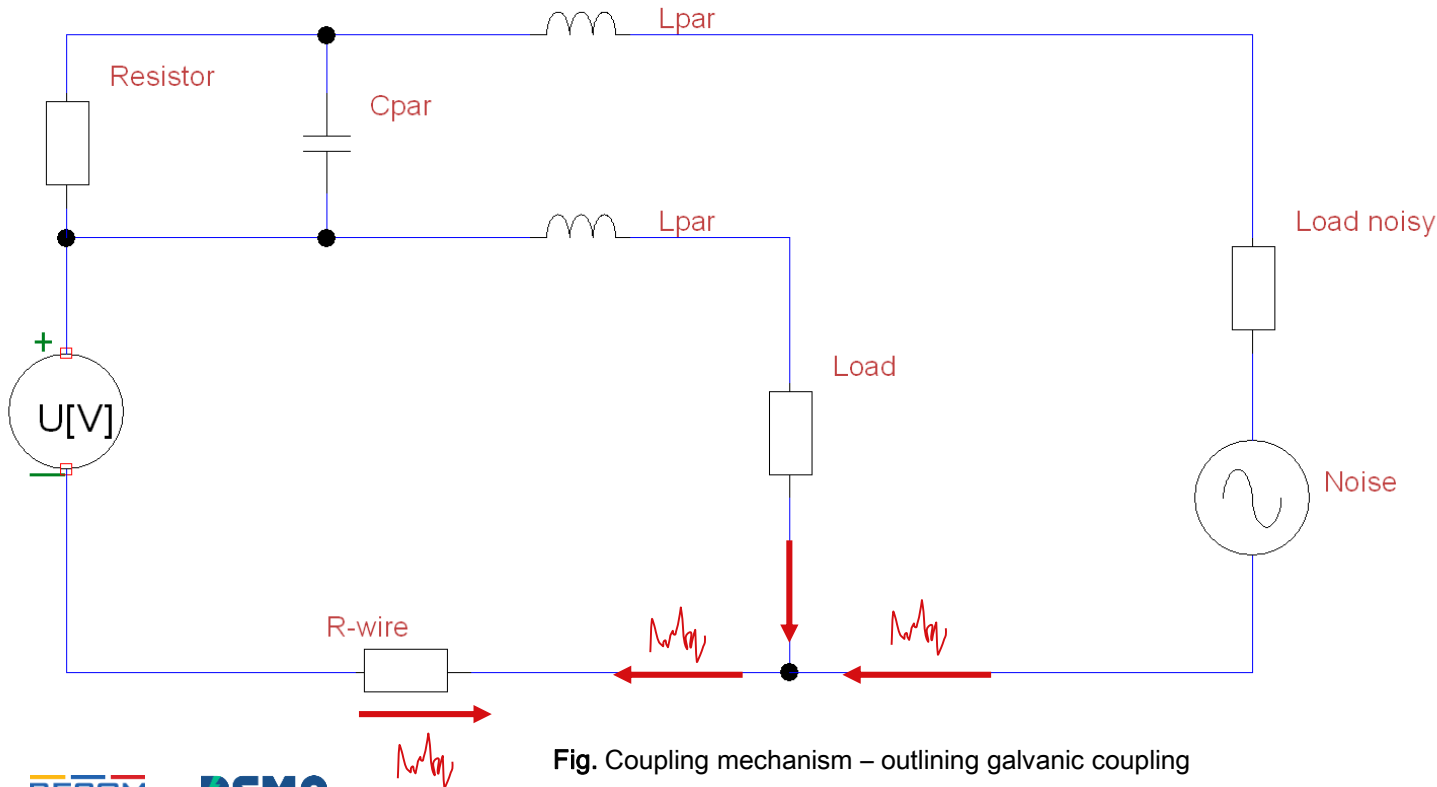 Lpar
Resistor
Cpar
Lpar
Load noisy
+
Load
U[V]
Noise
R-wire
Fig. Coupling mechanism – outlining galvanic coupling